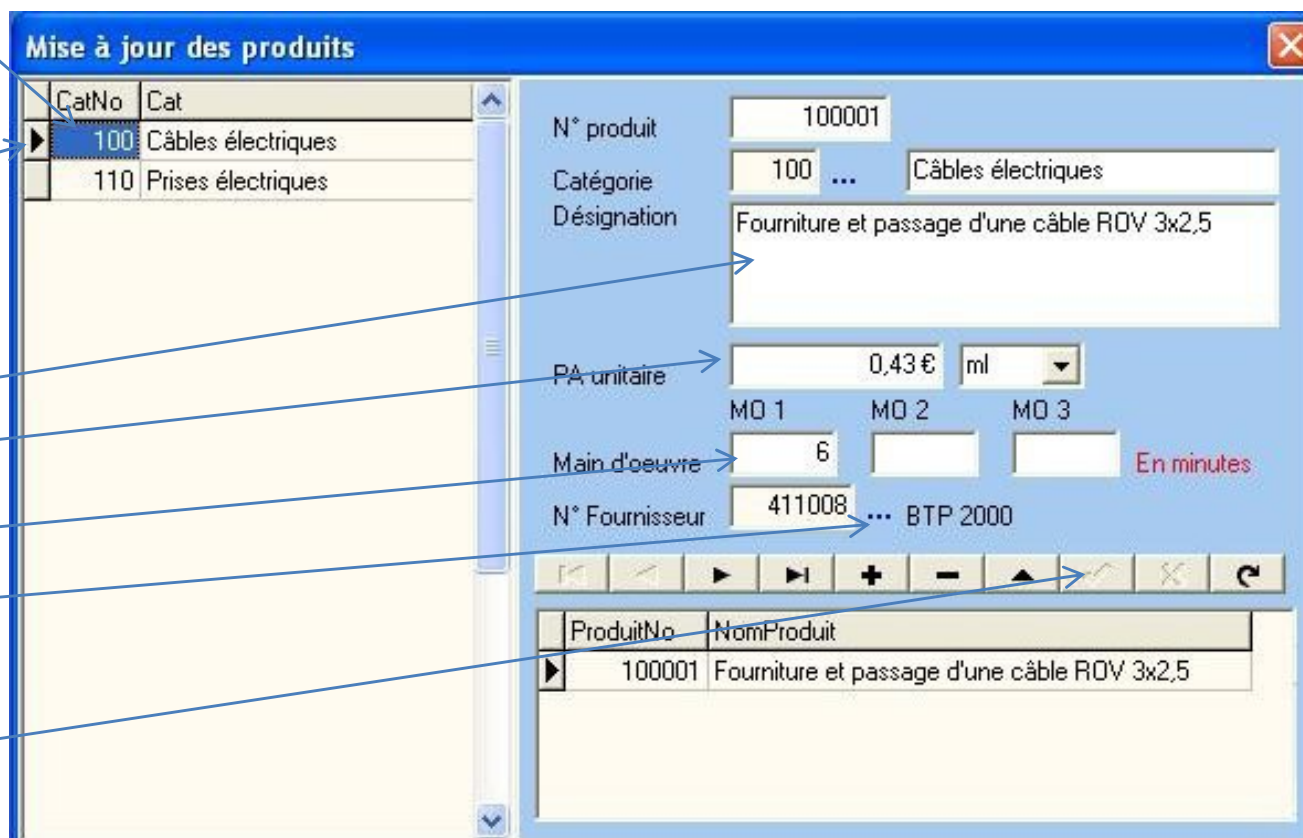 Mise à jour des produits
CatNo Cat
100 Câbles électriques
110 Prises électriques
N° produit 100001
Catégorie 100 ... Câbles électriques
Désignation Fourniture et passage d'une câble ROV 3x2,5
PA unitaire 0,43 € ml
MO 1 MO 2 MO 3
Main d'oeuvre 6 En minutes
N° Fournisseur 411008 ... BTP 2000
ProduitNo NomProduit
100001 Fourniture et passage d'une câble ROV 3x2,5